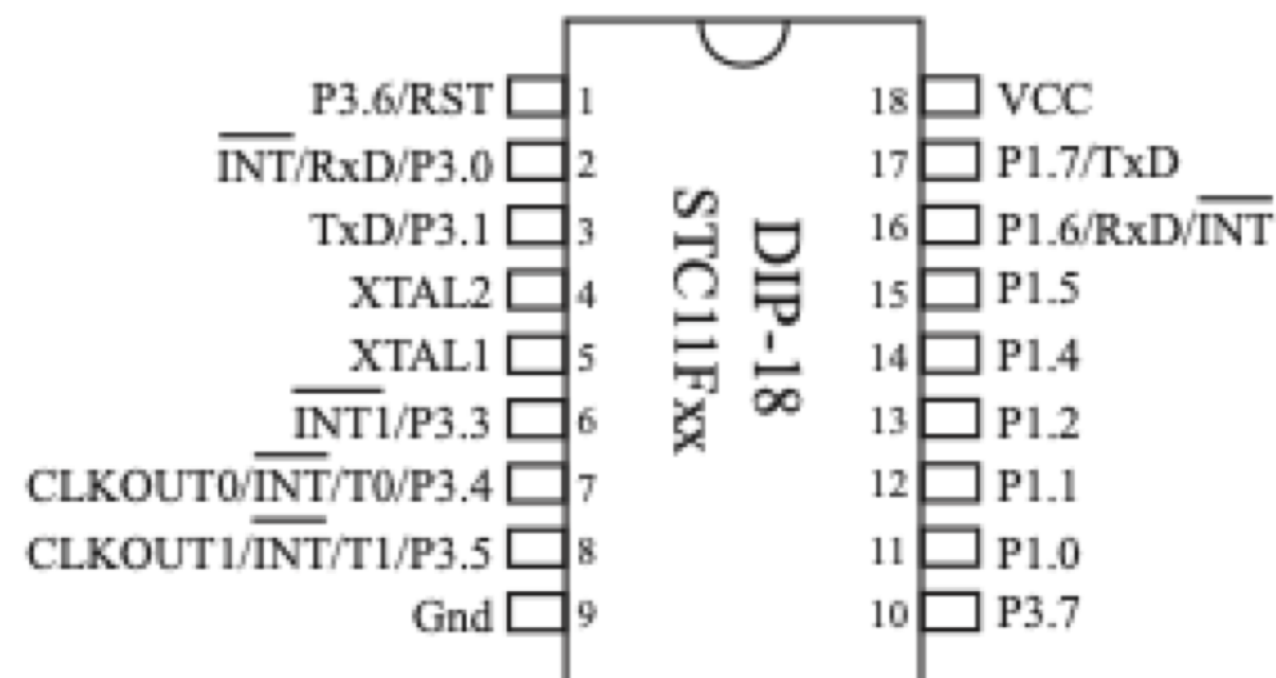 P3.6/RST 1 18 VCC
INT/RxD/P3.0 2 17 P1.7/TxD
TxD/P3.1 3 16 P1.6/RxD/INT
XTAL2 4 15 P1.5
XTAL1 5 14 P1.4
INT1/P3.3 6 13 P1.2
CLKOUT0/INT/T0/P3.4 7 12 P1.1
CLKOUT1/INT/T1/P3.5 8 11 P1.0
Gnd 9 10 P3.7
DIP-18
STC11Fxx